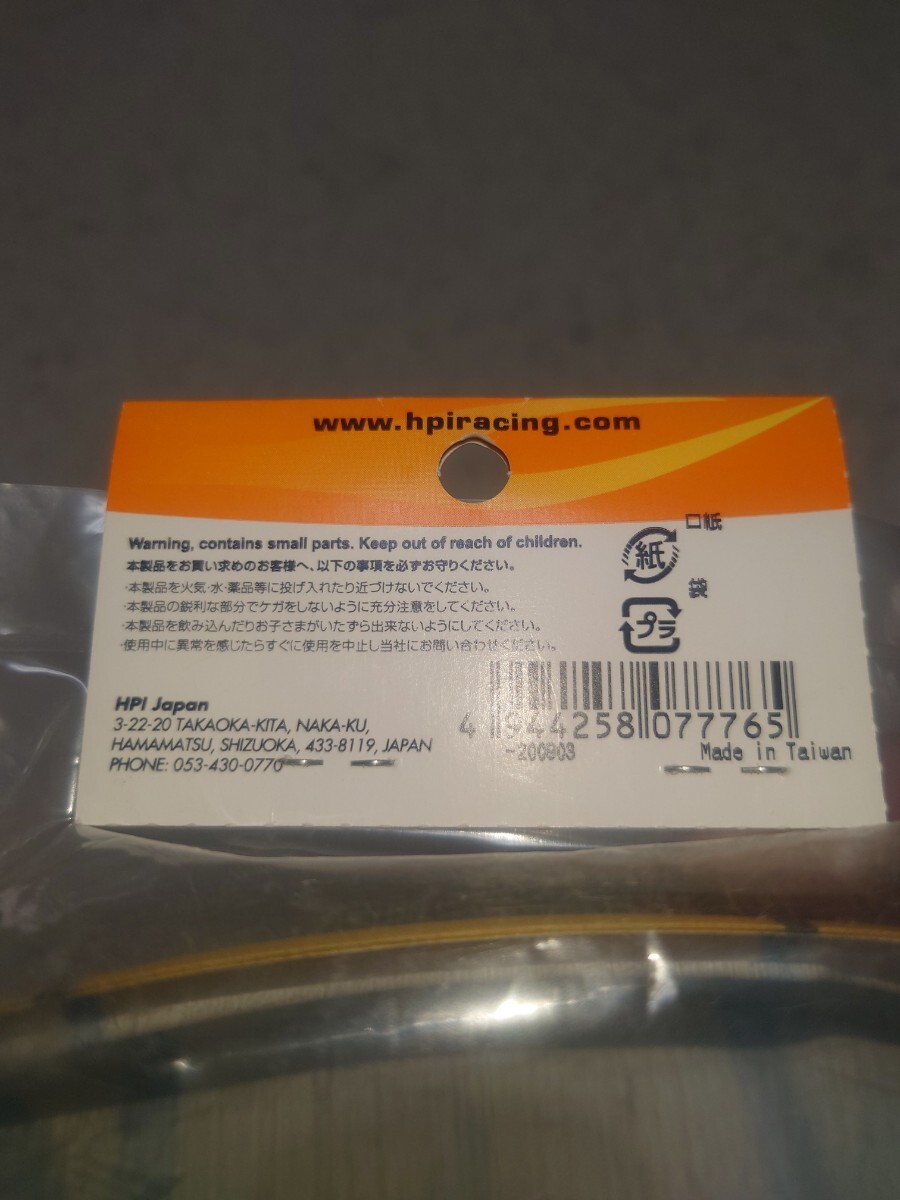 www.hpiracing.com
Warning, contains small parts. Keep out of reach of children.
本製品をお買い求めのお客様へ、以下の事項を必ずお守りください。
・本製品を火気・水・薬品等に投げ入れたり近づけないでください。
・本製品の鋭利な部分でケガをしないように充分注意をしてください。
・本製品を飲み込んだりお子さまがいたずら出来ないようにしてください。
・使用中に異常を感じたらすぐに使用を中止し当社にお問い合わせください。
口紙
紙
袋
プラ
HPI Japan
3-22-20 TAKAOKA-KITA, NAKA-KU,
HAMAMATSU, SHIZUOKA, 433-8119, JAPAN
PHONE: 053-430-0770
4 944258 077765
-200803 Made in Taiwan